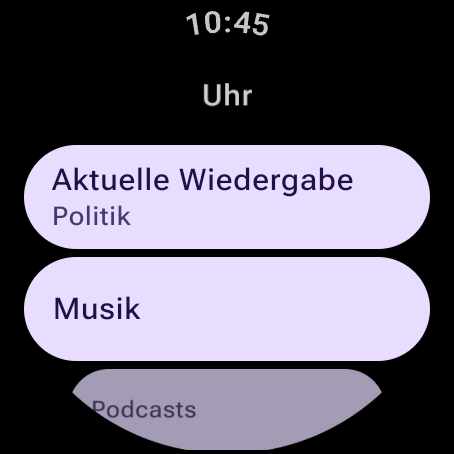 10:45
Uhr
Aktuelle Wiedergabe
Politik
Musik
Podcasts